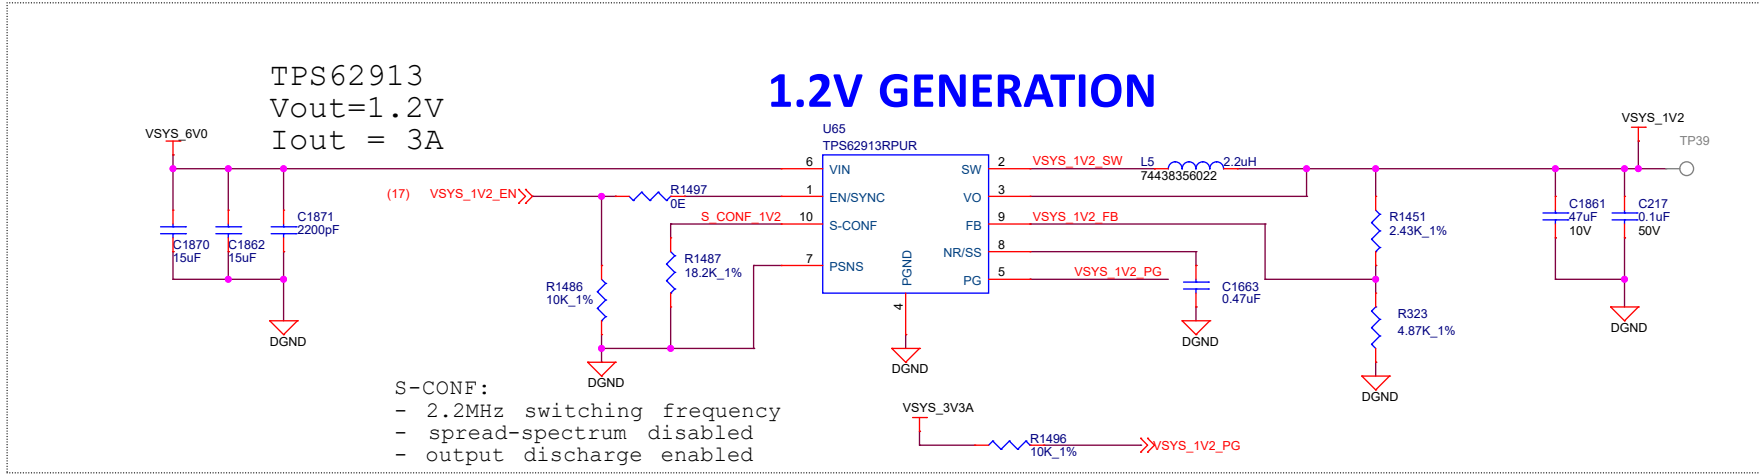 TPS62913
Vout=1.2V
Iout = 3A
1.2V GENERATION
VSYS_6V0
C1870
15uF
C1862
15uF
C1871
2200pF
DGND
(17) VSYS_1V2_EN
R1497
0E
S_CONF_1V2
R1486
10K_1%
R1487
18.2K_1%
DGND
U65
TPS62913RPUR
6 VIN
1 EN/SYNC
10 S-CONF
7 PSNS
PGND
4
SW 2
VO 3
FB 9
NR/SS 8
PG 5
DGND
VSYS_1V2_SW
L5 2.2uH
74438356022
VSYS_1V2_FB
VSYS_1V2_PG
C1663
0.47uF
DGND
R1451
2.43K_1%
R323
4.87K_1%
DGND
VSYS_1V2
TP39
C1861
47uF
10V
C217
0.1uF
50V
DGND
S-CONF:
- 2.2MHz switching frequency
- spread-spectrum disabled
- output discharge enabled
VSYS_3V3A
R1496
10K_1%
VSYS_1V2_PG